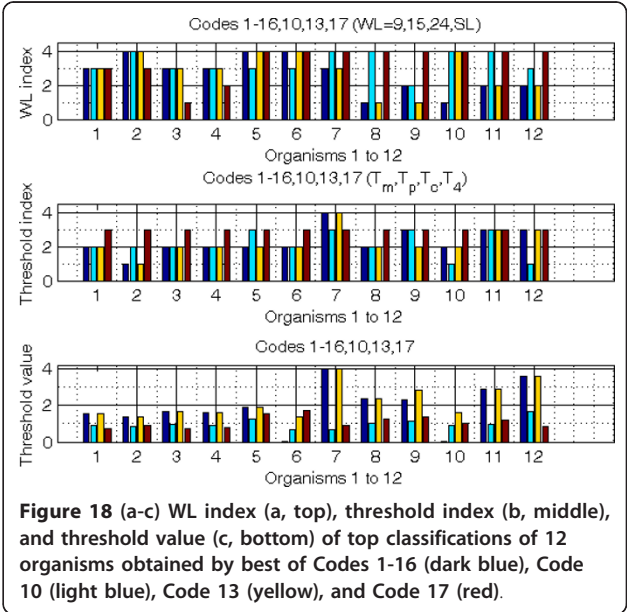 Codes 1-16,10,13,17 (WL=9,15,24,SL)
WL index
4
2
0
1 2 3 4 5 6 7 8 9 10 11 12
Organisms 1 to 12
Codes 1-16,10,13,17 (Tm,Tp,Tc,T4)
Threshold index
4
2
0
1 2 3 4 5 6 7 8 9 10 11 12
Organisms 1 to 12
Codes 1-16,10,13,17
Threshold value
4
2
0
1 2 3 4 5 6 7 8 9 10 11 12
Organisms 1 to 12
Figure 18 (a-c) WL index (a, top), threshold index (b, middle),
and threshold value (c, bottom) of top classifications of 12
organisms obtained by best of Codes 1-16 (dark blue), Code
10 (light blue), Code 13 (yellow), and Code 17 (red).